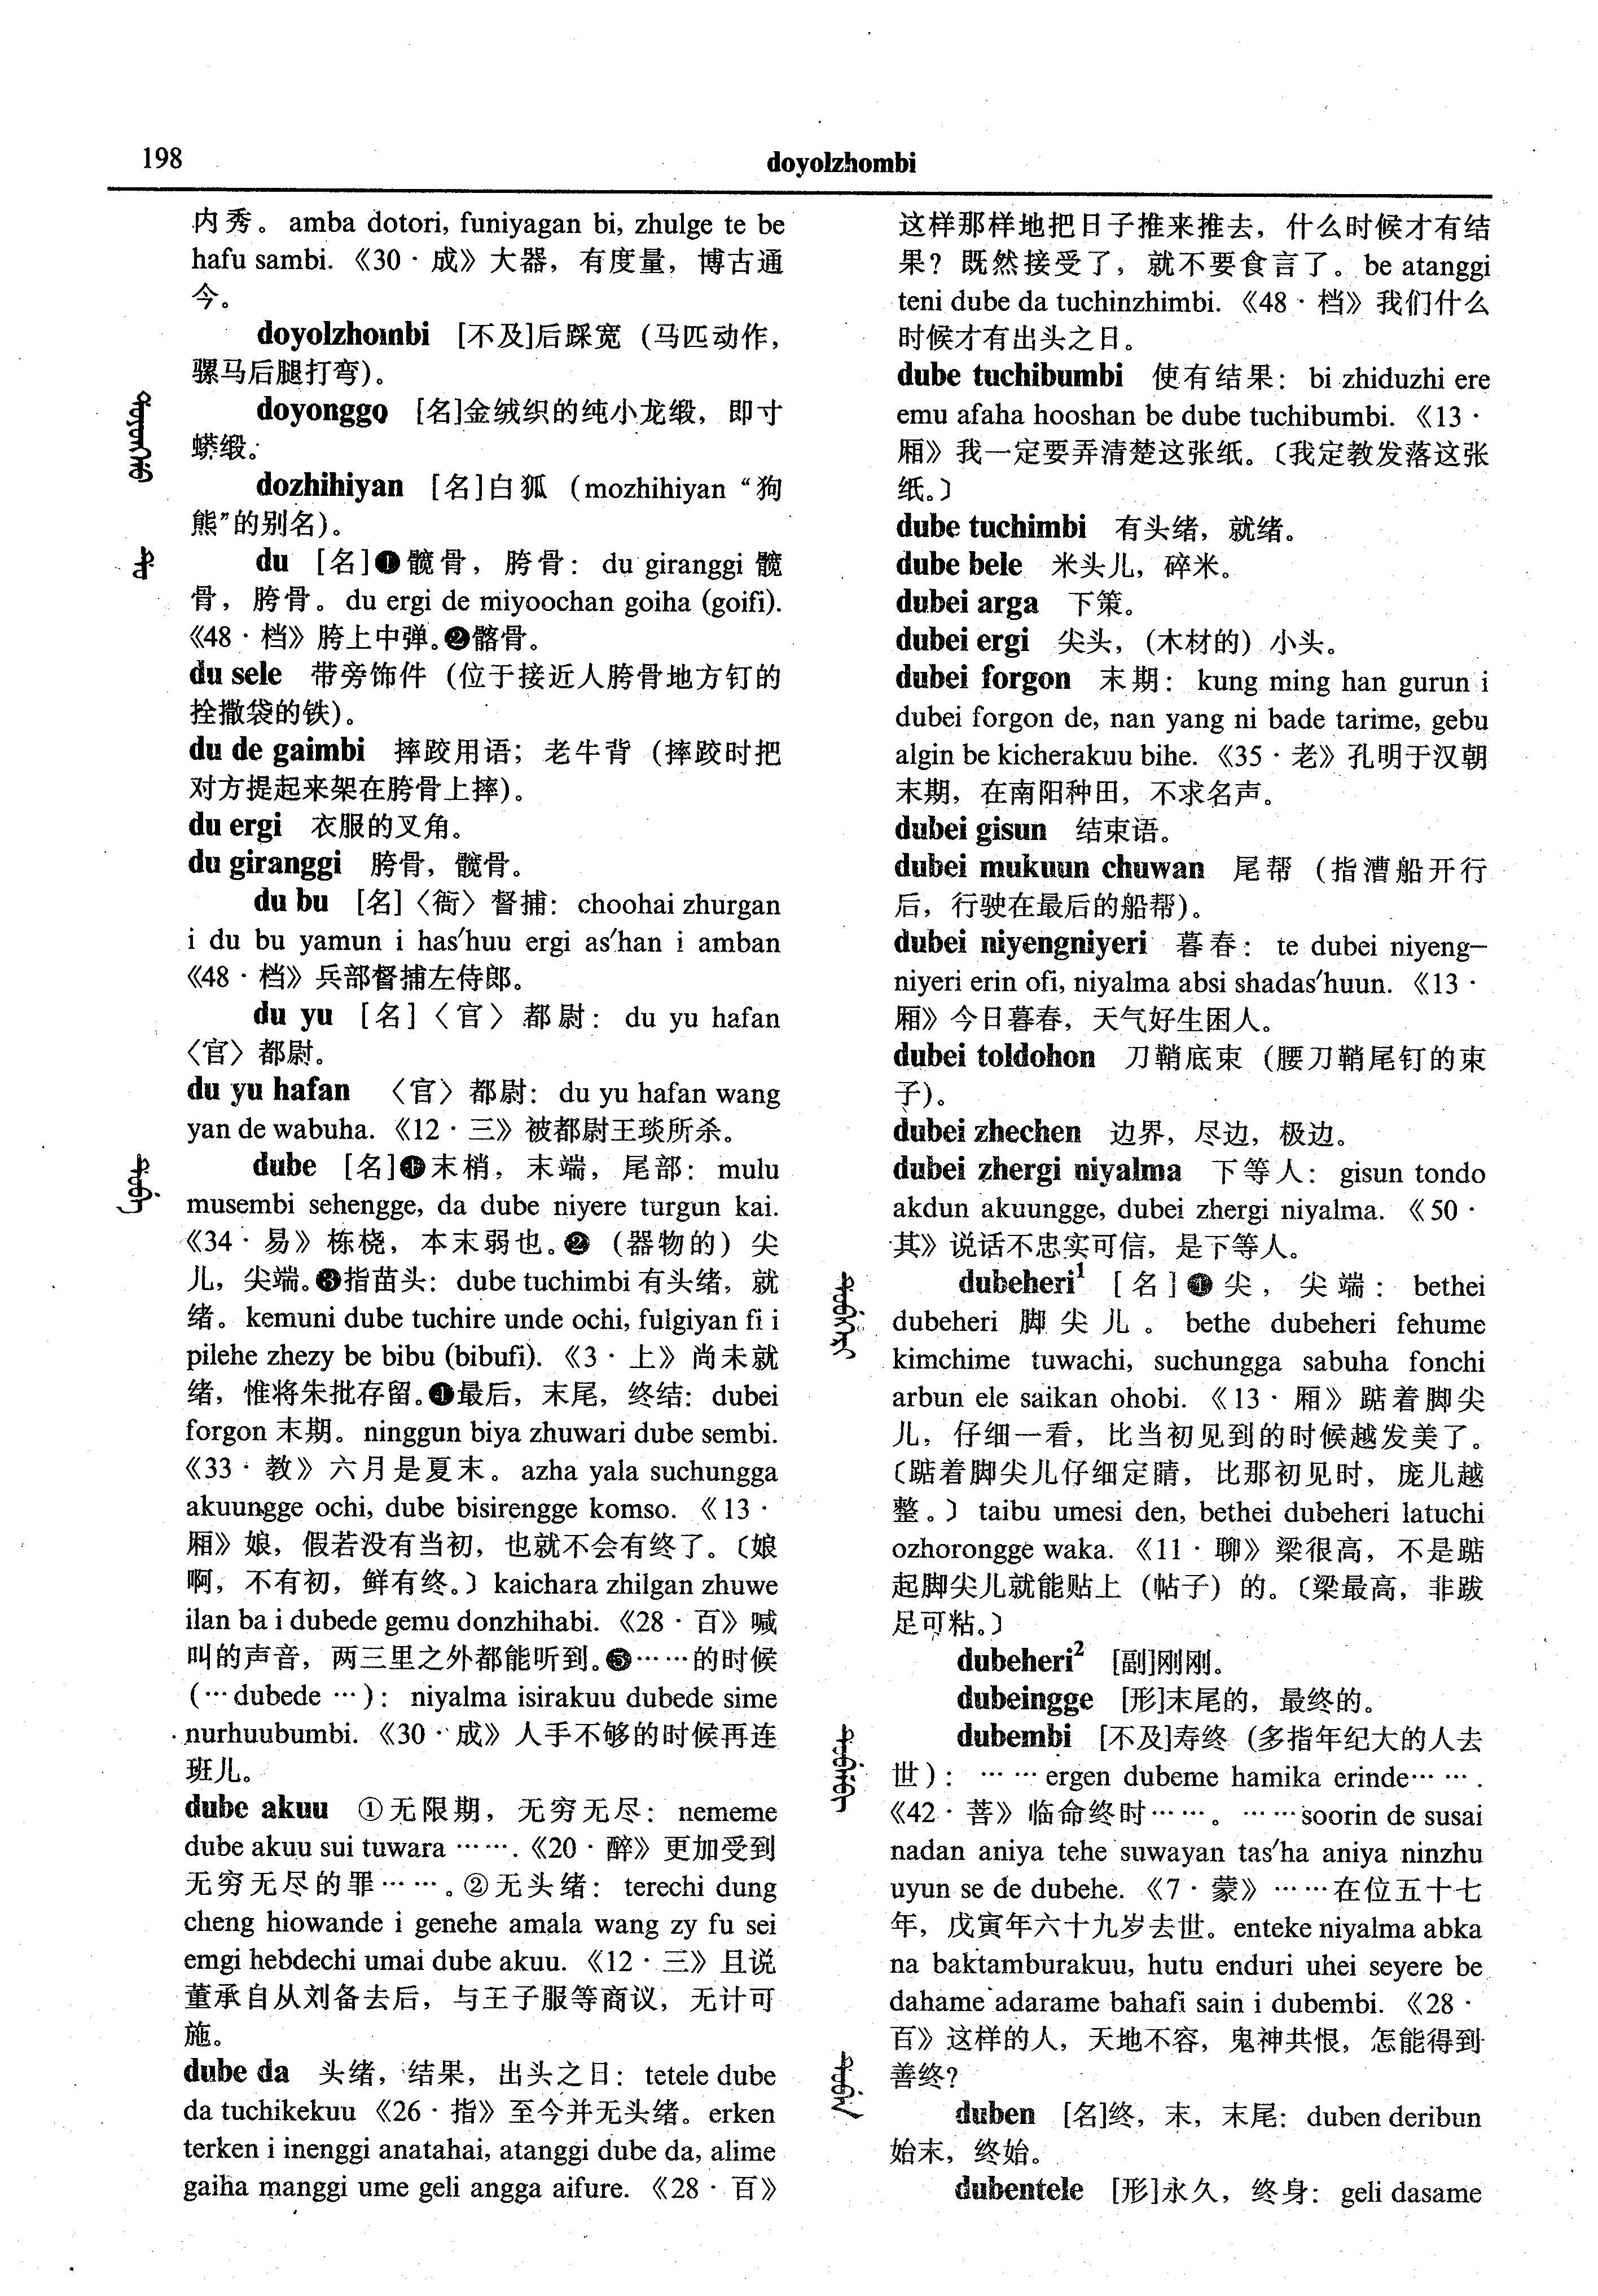 198
doyolzhombi
内秀。amba dotori, funiyagan bi, zhulge te be
hafu sambi.《30·成》大器，有度量，博古通
今。
doyolzhombi [不及]后踩宽（马匹动作，
骡马后腿打弯）。
doyonggo [名]金绒织的纯小龙缎，即寸
蟒缎。
dozhihiyan [名]白狐（mozhihiyan“狗
熊”的别名）。
du [名]❶髋骨，胯骨：du giranggi 髋
骨，胯骨。du ergi de miyoochan goiha (goifi).
《48·档》胯上中弹。❷髂骨。
du sele 带旁饰件（位于接近人胯骨地方钉的
拴撒袋的铁）。
du de gaimbi 摔跤用语；老牛背（摔跤时把
对方提起来架在胯骨上摔）。
du ergi 衣服的叉角。
du giranggi 胯骨，髋骨。
du bu [名]〈衙〉督捕：choohai zhurgan
i du bu yamun i has'huu ergi as'han i amban
《48·档》兵部督捕左侍郎。
du yu [名]〈官〉都尉：du yu hafan
〈官〉都尉。
du yu hafan 〈官〉都尉：du yu hafan wang
yan de wabuha.《12·三》被都尉王琰所杀。
dube [名]❶末梢，末端，尾部：mulu
musembi sehengge, da dube niyere turgun kai.
《34·易》栋桡，本末弱也。❷（器物的）尖
儿，尖端。❸指苗头：dube tuchimbi 有头绪，就
绪。kemuni dube tuchire unde ochi, fulgiyan fi i
pilehe zhezy be bibu (bibufi).《3·上》尚未就
绪，惟将朱批存留。❹最后，末尾，终结：dubei
forgon 末期。ninggun biya zhuwari dube sembi.
《33·教》六月是夏末。azha yala suchungga
akuungge ochi, dube bisirengge komso.《13·
厢》娘，假若没有当初，也就不会有终了。〔娘
啊，不有初，鲜有终。〕kaichara zhilgan zhuwe
ilan ba i dubede gemu donzhihabi.《28·百》喊
叫的声音，两三里之外都能听到。❺……的时候
(… dubede …)：niyalma isirakuu dubede sime
nurhuubumbi.《30·成》人手不够的时候再连
班儿。
dube akuu ①无限期，无穷无尽：nememe
dube akuu sui tuwara …….《20·醉》更加受到
无穷无尽的罪……。②无头绪：terechi dung
cheng hiowande i genehe amala wang zy fu sei
emgi hebdechi umai dube akuu.《12·三》且说
董承自从刘备去后，与王子服等商议，无计可
施。
dube da 头绪，结果，出头之日：tetele dube
da tuchikekuu《26·指》至今并无头绪。erken
terken i inenggi anatahai, atanggi dube da, alime
gaiha manggi ume geli angga aifure.《28·百》
这样那样地把日子推来推去，什么时候才有结
果？既然接受了，就不要食言了。be atanggi
teni dube da tuchinzhimbi.《48·档》我们什么
时候才有出头之日。
dube tuchibumbi 使有结果：bi zhiduzhi ere
emu afaha hooshan be dube tuchibumbi.《13·
厢》我一定要弄清楚这张纸。〔我定教发落这张
纸。〕
dube tuchimbi 有头绪，就绪。
dube bele 米头儿，碎米。
dubei arga 下策。
dubei ergi 尖头，（木材的）小头。
dubei forgon 末期：kung ming han gurun i
dubei forgon de, nan yang ni bade tarime, gebu
algin be kicherakuu bihe.《35·老》孔明于汉朝
末期，在南阳种田，不求名声。
dubei gisun 结束语。
dubei mukuun chuwan 尾帮（指漕船开行
后，行驶在最后的船帮）。
dubei niyengniyeri 暮春：te dubei niyeng—
niyeri erin ofi, niyalma absi shadas'huun.《13·
厢》今日暮春，天气好生困人。
dubei toldohon 刀鞘底束（腰刀鞘尾钉的束
子）。
dubei zhechen 边界，尽边，极边。
dubei zhergi niyalma 下等人：gisun tondo
akdun akuungge, dubei zhergi niyalma.《50·
其》说话不忠实可信，是下等人。
dubeheri¹ [名]❶尖，尖端：bethei
dubeheri 脚尖儿。bethe dubeheri fehume
kimchime tuwachi, suchungga sabuha fonchi
arbun ele saikan ohobi.《13·厢》踮着脚尖
儿，仔细一看，比当初见到的时候越发美了。
〔踮着脚尖儿仔细定睛，比那初见时，庞儿越
整。〕taibu umesi den, bethei dubeheri latuchi
ozhorongge waka.《11·聊》梁很高，不是踮
起脚尖儿就能贴上（帖子）的。〔梁最高，非跋
足可粘。〕
dubeheri² [副]刚刚。
dubeingge [形]末尾的，最终的。
dubembi [不及]寿终（多指年纪大的人去
世）：……ergen dubeme hamika erinde…….
《42·菩》临命终时……。……soorin de susai
nadan aniya tehe suwayan tas'ha aniya ninzhu
uyun se de dubehe.《7·蒙》……在位五十七
年，戊寅年六十九岁去世。enteke niyalma abka
na baktamburakuu, hutu enduri uhei seyere be
dahame adarame bahafi sain i dubembi.《28·
百》这样的人，天地不容，鬼神共恨，怎能得到
善终？
duben [名]终，末，末尾：duben deribun
始末，终始。
dubentele [形]永久，终身：geli dasame